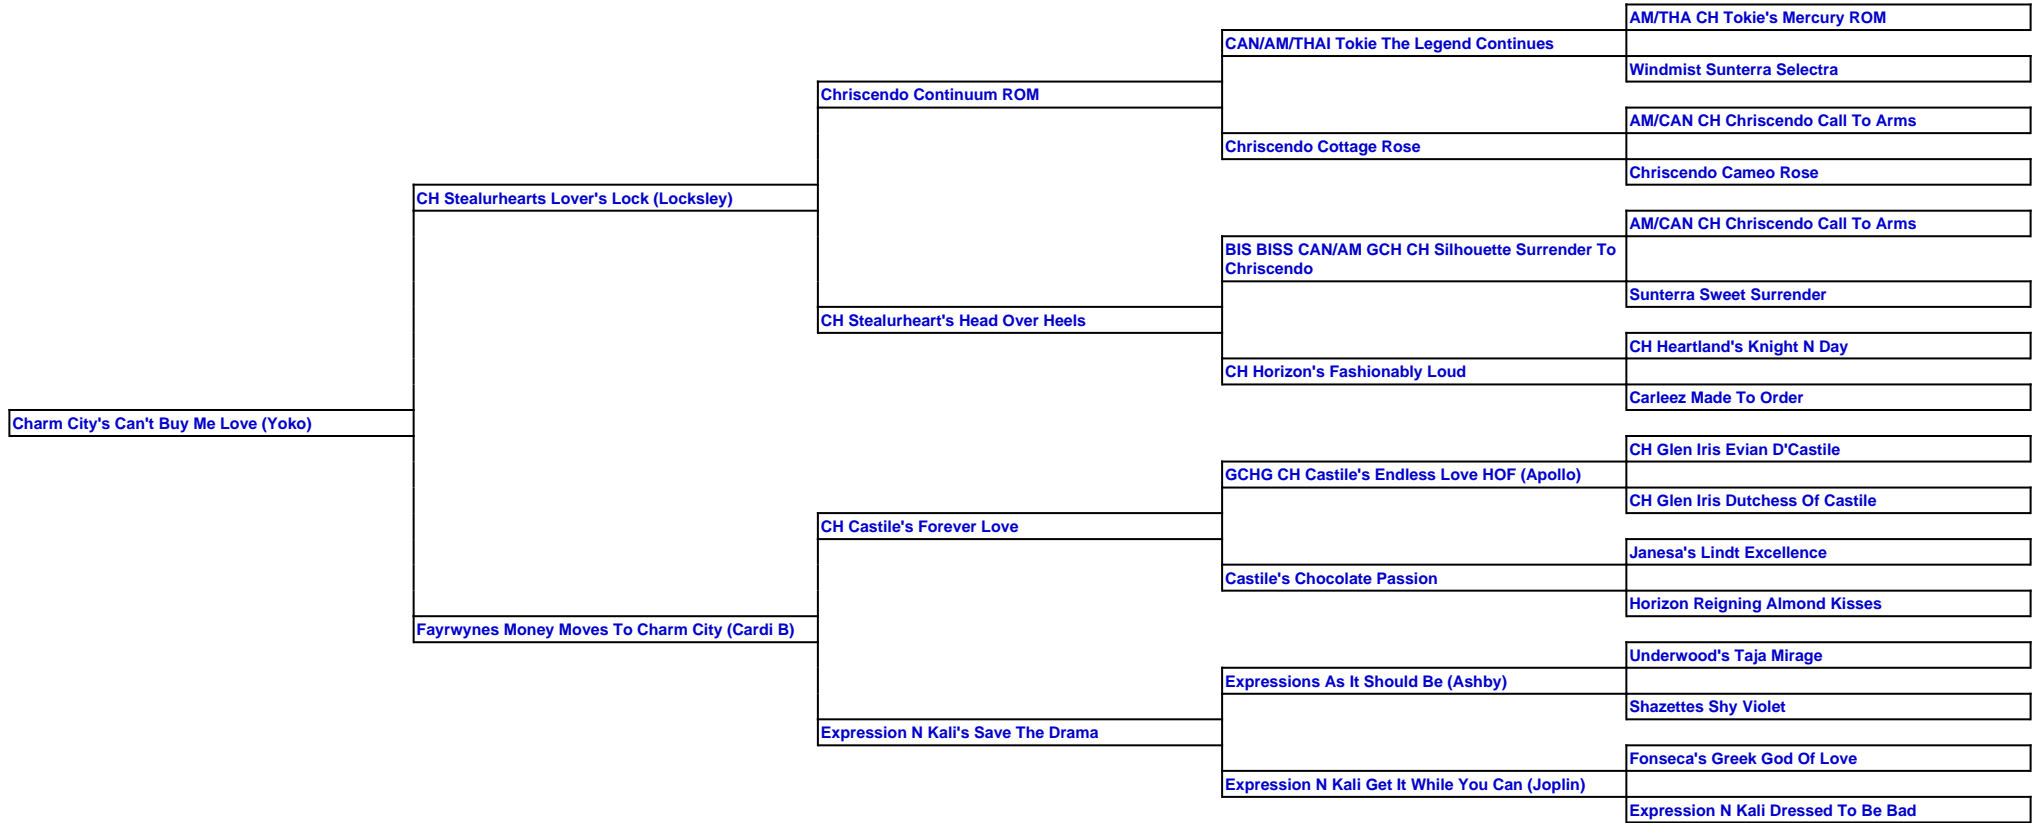 AM/THA CH Tokie's Mercury ROM
CAN/AM/THAI Tokie The Legend Continues
Windmist Sunterra Selectra
Chriscendo Continuum ROM
AM/CAN CH Chriscendo Call To Arms
Chriscendo Cottage Rose
Chriscendo Cameo Rose
CH Stealurhearts Lover's Lock (Locksley)
AM/CAN CH Chriscendo Call To Arms
BIS BISS CAN/AM GCH CH Silhouette Surrender To
Chriscendo
Sunterra Sweet Surrender
CH Stealurheart's Head Over Heels
CH Heartland's Knight N Day
CH Horizon's Fashionably Loud
Carleez Made To Order
Charm City's Can't Buy Me Love (Yoko)
CH Glen Iris Evian D'Castile
GCHG CH Castile's Endless Love HOF (Apollo)
CH Glen Iris Dutchess Of Castile
CH Castile's Forever Love
Janesa's Lindt Excellence
Castile's Chocolate Passion
Horizon Reigning Almond Kisses
Fayrwynes Money Moves To Charm City (Cardi B)
Underwood's Taja Mirage
Expressions As It Should Be (Ashby)
Shazettes Shy Violet
Expression N Kali's Save The Drama
Fonseca's Greek God Of Love
Expression N Kali Get It While You Can (Joplin)
Expression N Kali Dressed To Be Bad